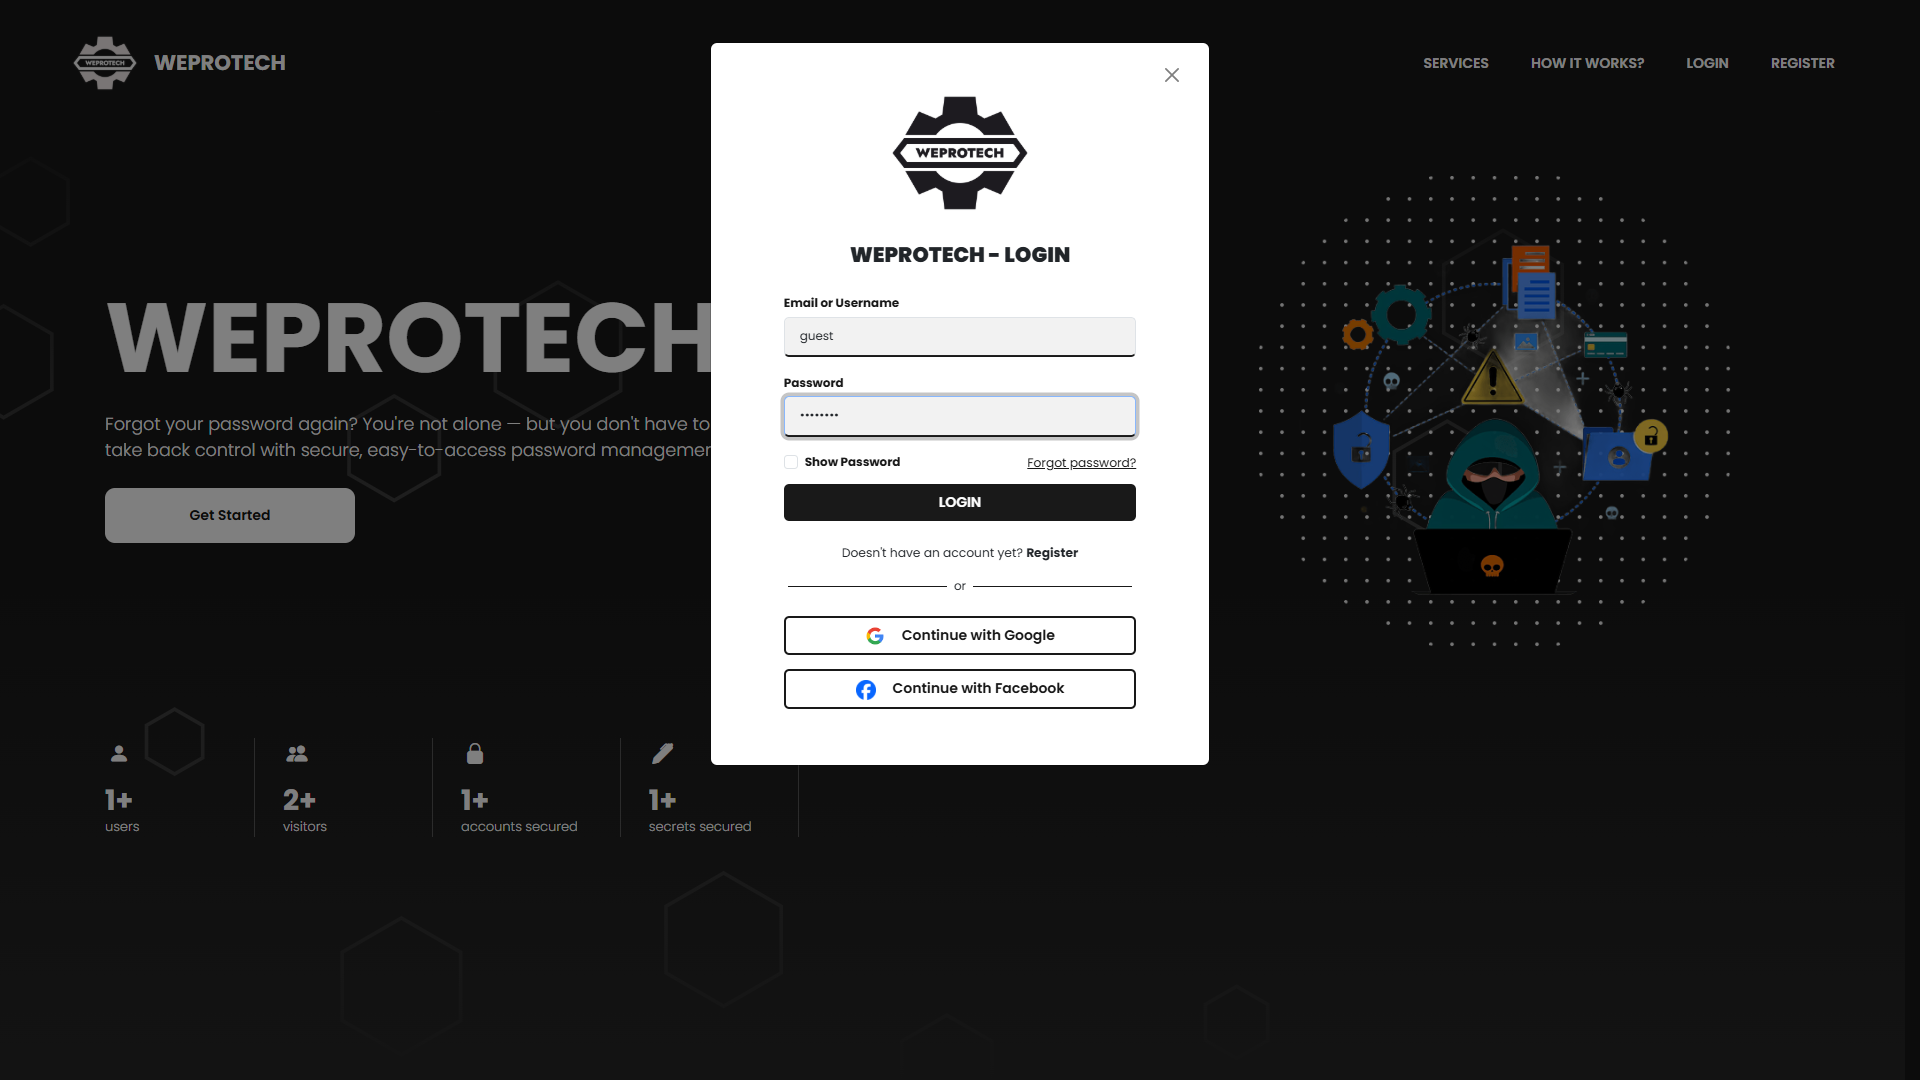 WEPROTECH
WEPROTECH
SERVICES
HOW IT WORKS?
LOGIN
REGISTER
WEPROTECH
Forgot your password again? You're not alone — but you don't have to
take back control with secure, easy-to-access password
Get Started
1+
users
2+
visitors
1+
accounts secured
1+
secrets secured
WEPROTECH
WEPROTECH - LOGIN
Email or Username
guest
Password
••••••••
Show Password
Forgot password?
LOGIN
Doesn't have an account yet? Register
or
Continue with Google
Continue with Facebook